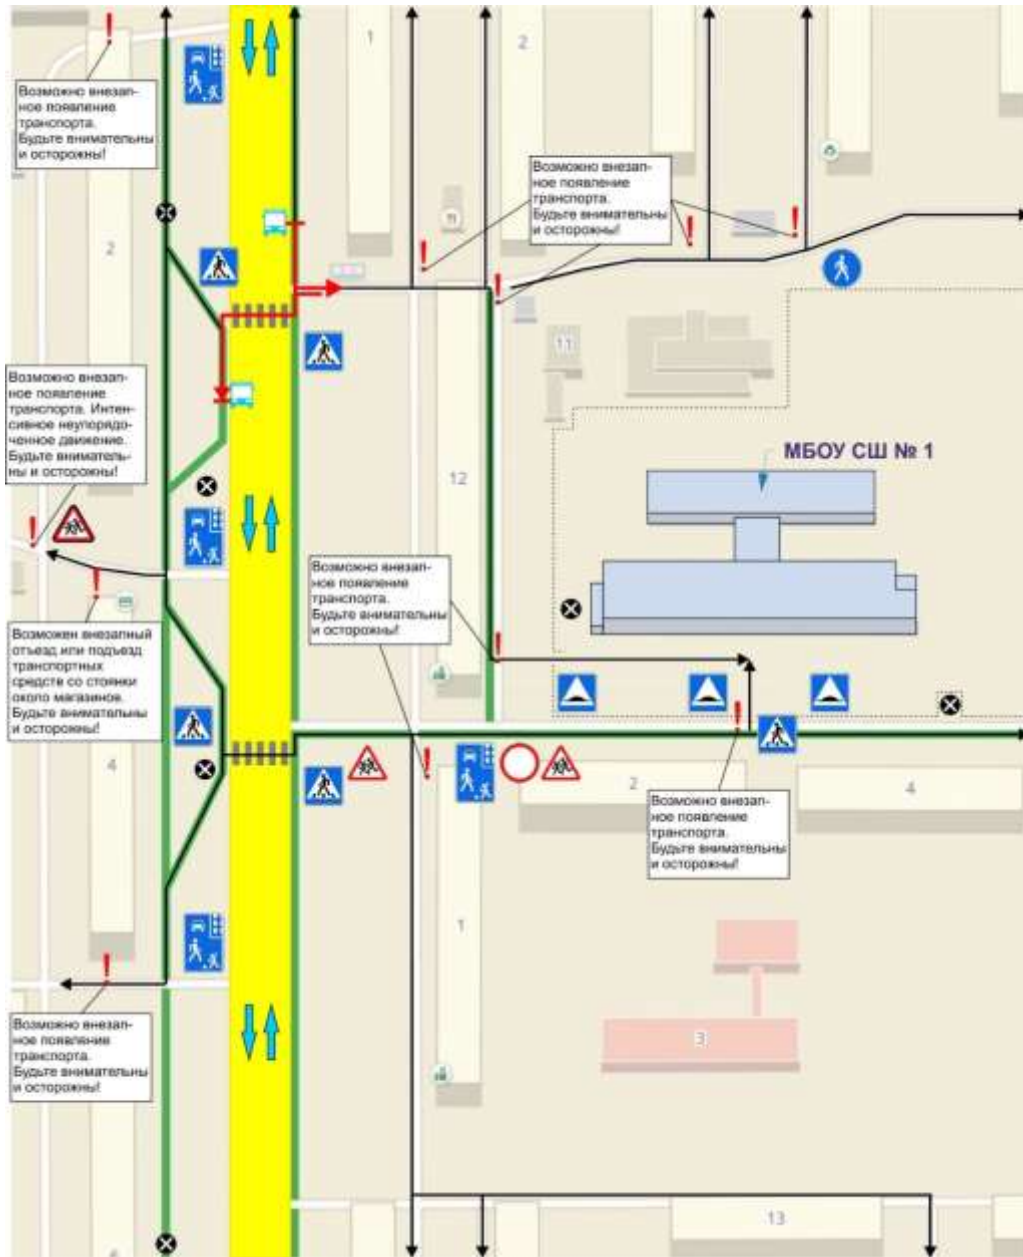 1
2
Возможно внезап-
ное появление
транспорта.
Будьте внимательны
и осторожны!
Возможно внезап-
ное появление
транспорта.
Будьте внимательны
и осторожны!
2
11
Возможно внезап-
ное появление
транспорта. Интен-
сивное неупорядо-
ченное движение.
Будьте вниматель-
ны и осторожны!
МБОУ СШ № 1
12
Возможно внезап-
ное появление
транспорта.
Будьте внимательны
и осторожны!
Возможен внезапный
отъезд или подъезд
транспортных
средств со стоянки
около магазинов.
Будьте внимательны
и осторожны!
4
2
4
Возможно внезап-
ное появление
транспорта.
Будьте внимательны
и осторожны!
1
3
Возможно внезап-
ное появление
транспорта.
Будьте внимательны
и осторожны!
13